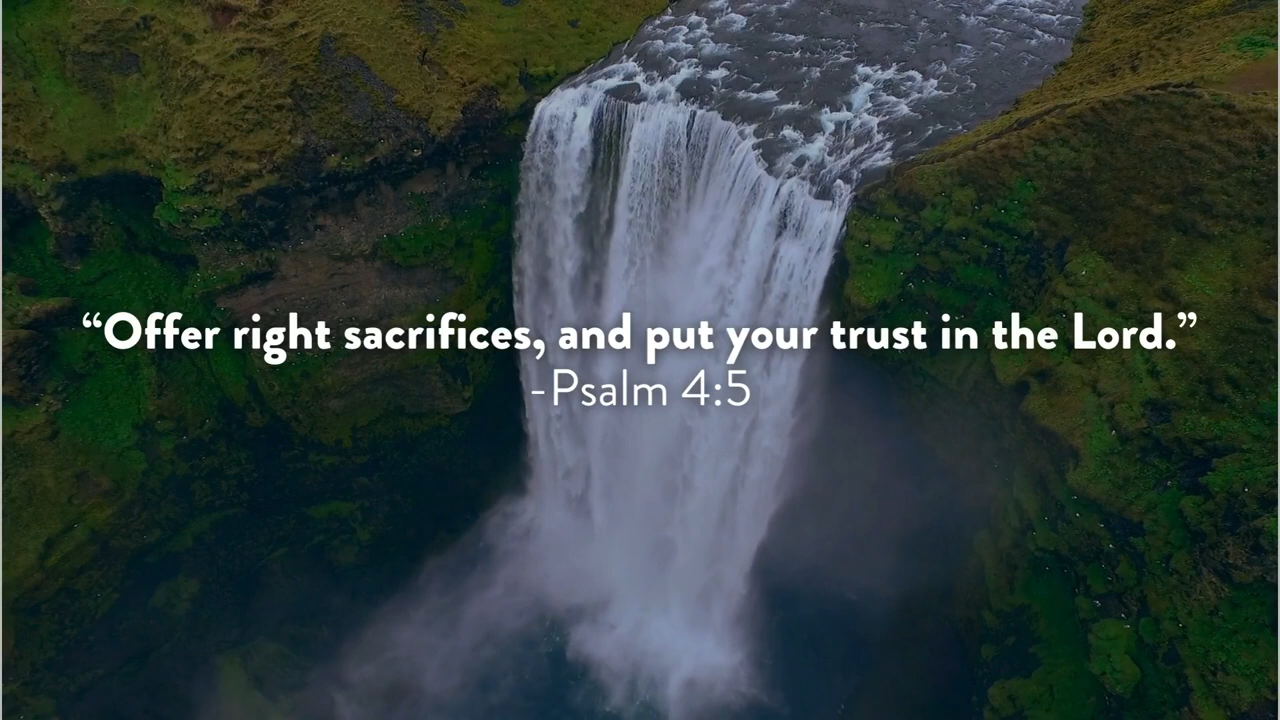 “Offer right sacrifices, and put your trust in the Lord.”
-Psalm 4:5